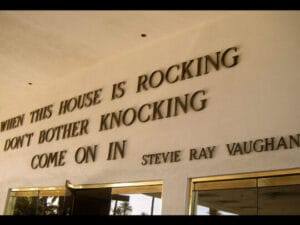 WHEN THIS HOUSE IS ROCKING
DON'T BOTHER KNOCKING
COME ON IN STEVIE RAY VAUGHAN